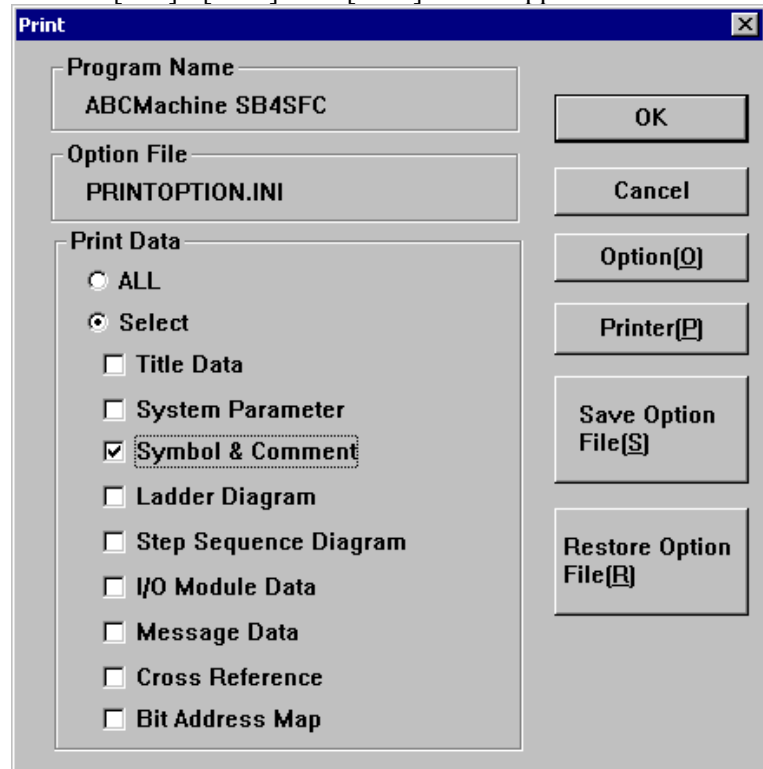 Print
Program Name
ABCMachine SB4SFC
Option File
PRINTOPTION.INI
Print Data
ALL
Select
Title Data
System Parameter
Symbol & Comment
Ladder Diagram
Step Sequence Diagram
I/O Module Data
Message Data
Cross Reference
Bit Address Map
OK
Cancel
Option(O)
Printer(P)
Save Option
File(S)
Restore Option
File(R)